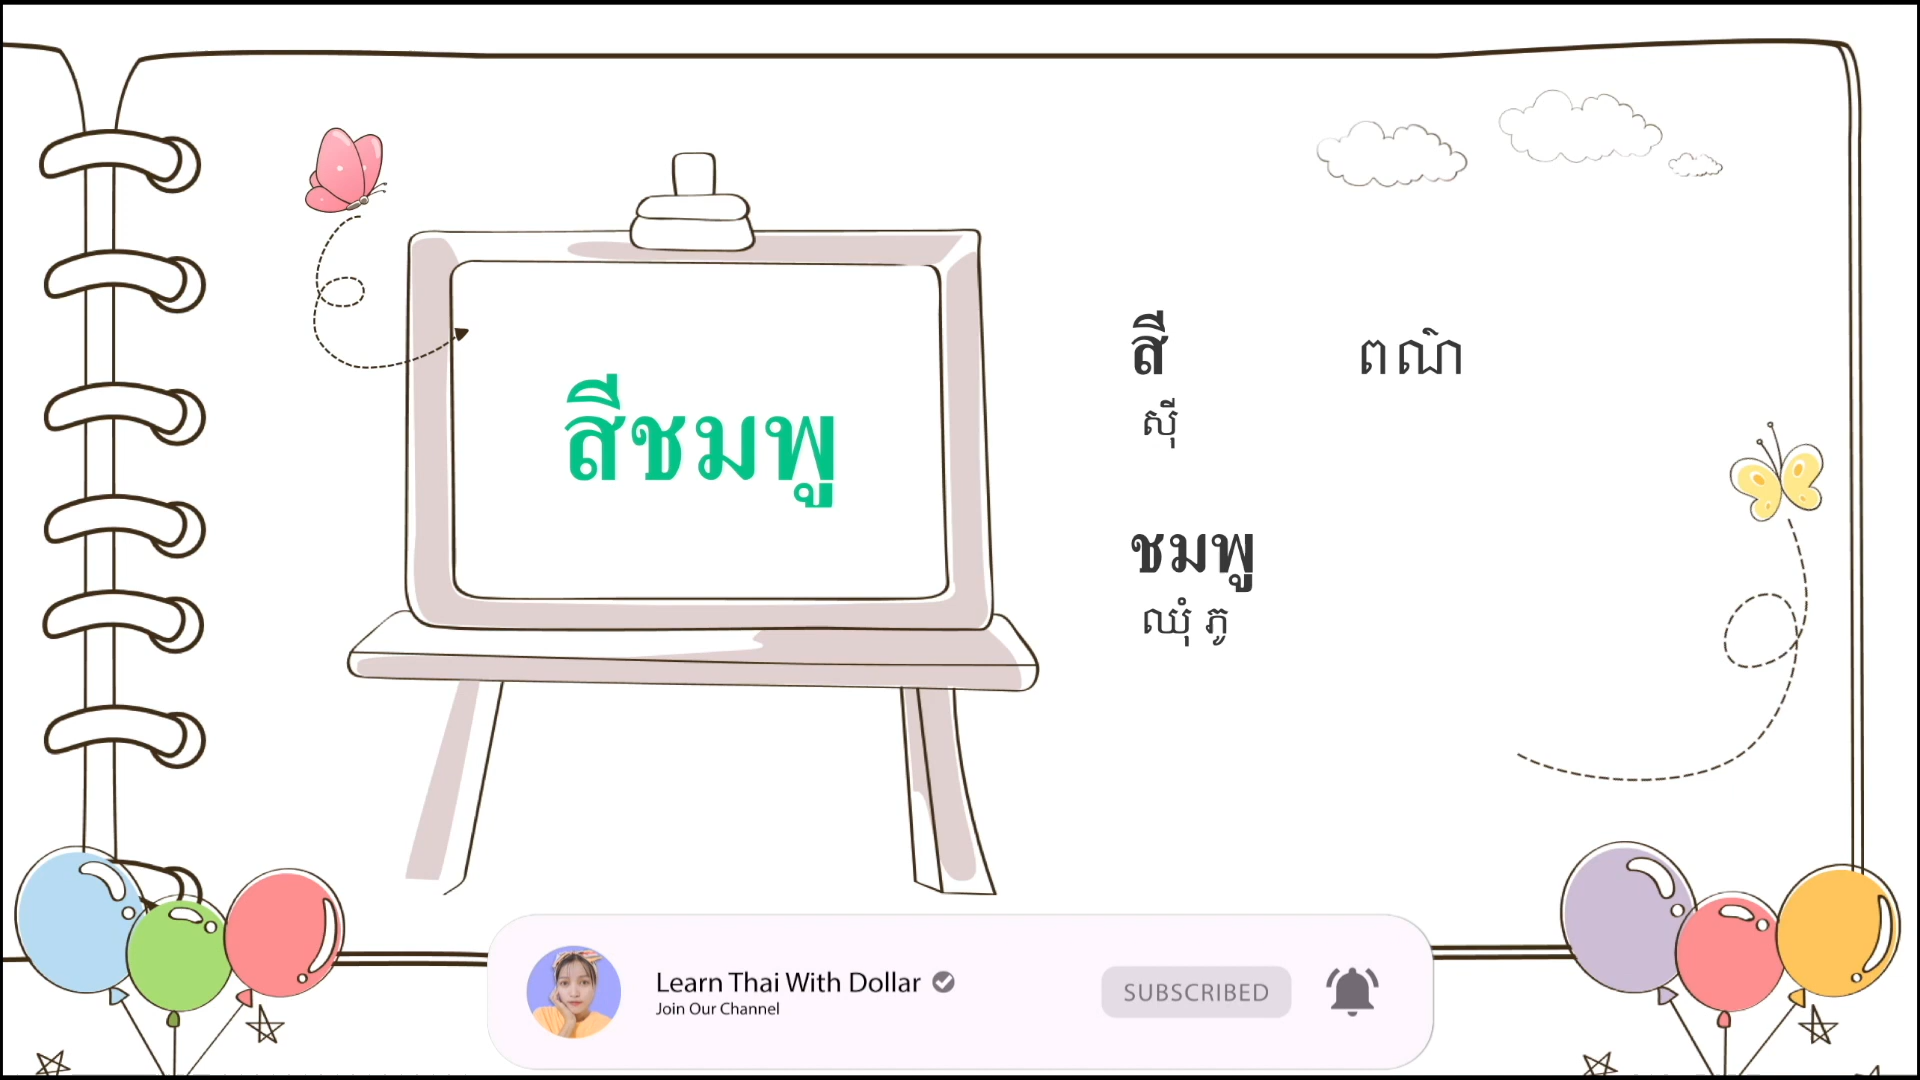 สีชมพู
สี ពណ៌
ស៊ី
ชมพู
ឈុំ ភូ
Learn Thai With Dollar
Join Our Channel
SUBSCRIBED